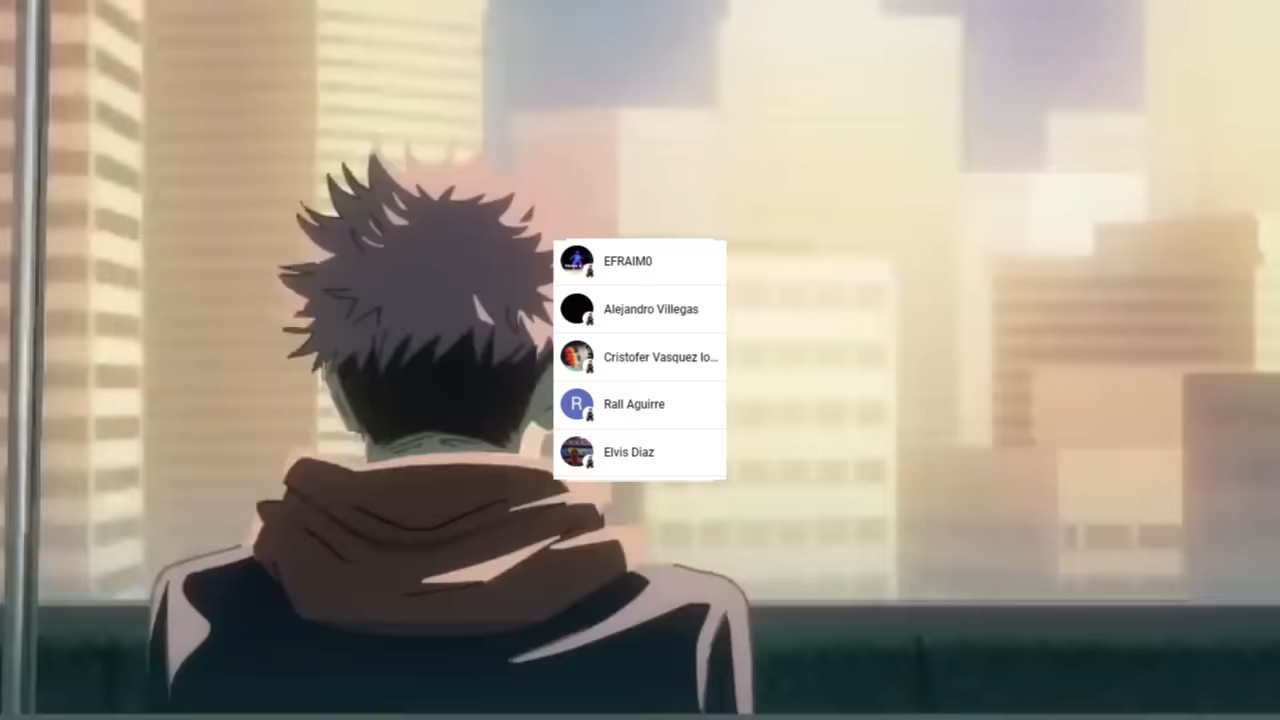 EFRAIM0
Alejandro Villegas
Cristofer Vasquez lo...
R
Rall Aguirre
Elvis Diaz